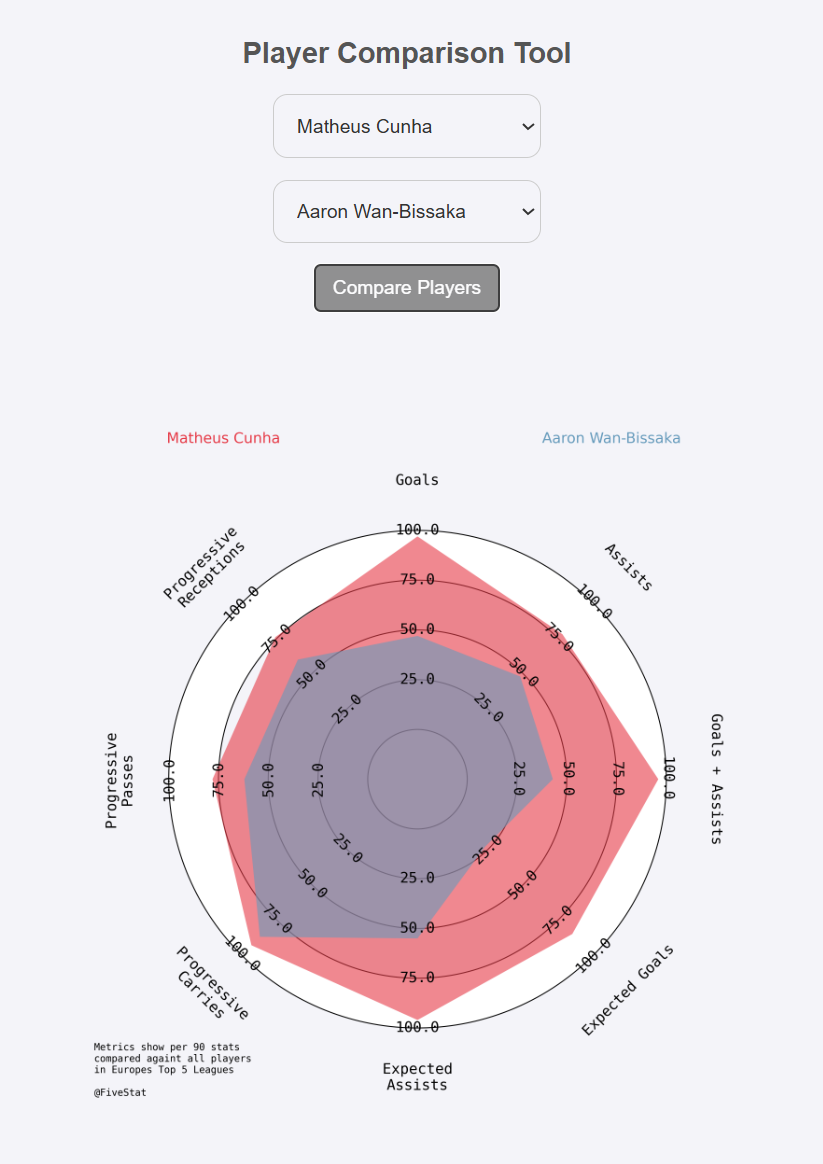 Player Comparison Tool
Matheus Cunha
Aaron Wan-Bissaka
Compare Players
Matheus Cunha
Aaron Wan-Bissaka
Goals
Assists
Goals + Assists
Expected Goals
Expected
Assists
Progressive
Carries
Progressive
Passes
Progressive
Receptions
25.0
50.0
75.0
100.0
25.0
50.0
75.0
100.0
25.0
50.0
75.0
100.0
25.0
50.0
75.0
100.0
25.0
50.0
75.0
100.0
25.0
50.0
75.0
100.0
25.0
50.0
75.0
100.0
25.0
50.0
75.0
100.0
Metrics show per 90 stats
compared againt all players
in Europes Top 5 Leagues
@FiveStat